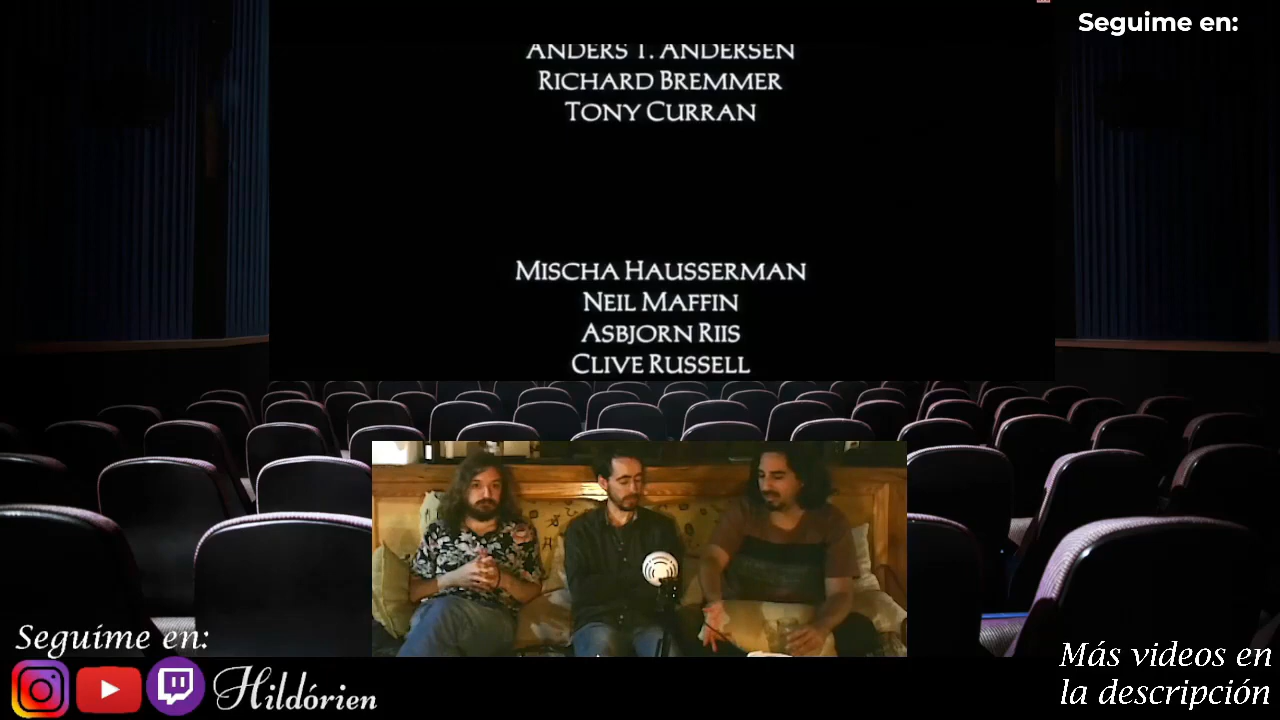 Seguime en:
ANDERS T. ANDERSEN
RICHARD BREMMER
TONY CURRAN
MISCHA HAUSSERMAN
NEIL MAFFIN
ASBJORN RIIS
CLIVE RUSSELL
Seguíme en:
Hildórien
Más videos en
la descripción